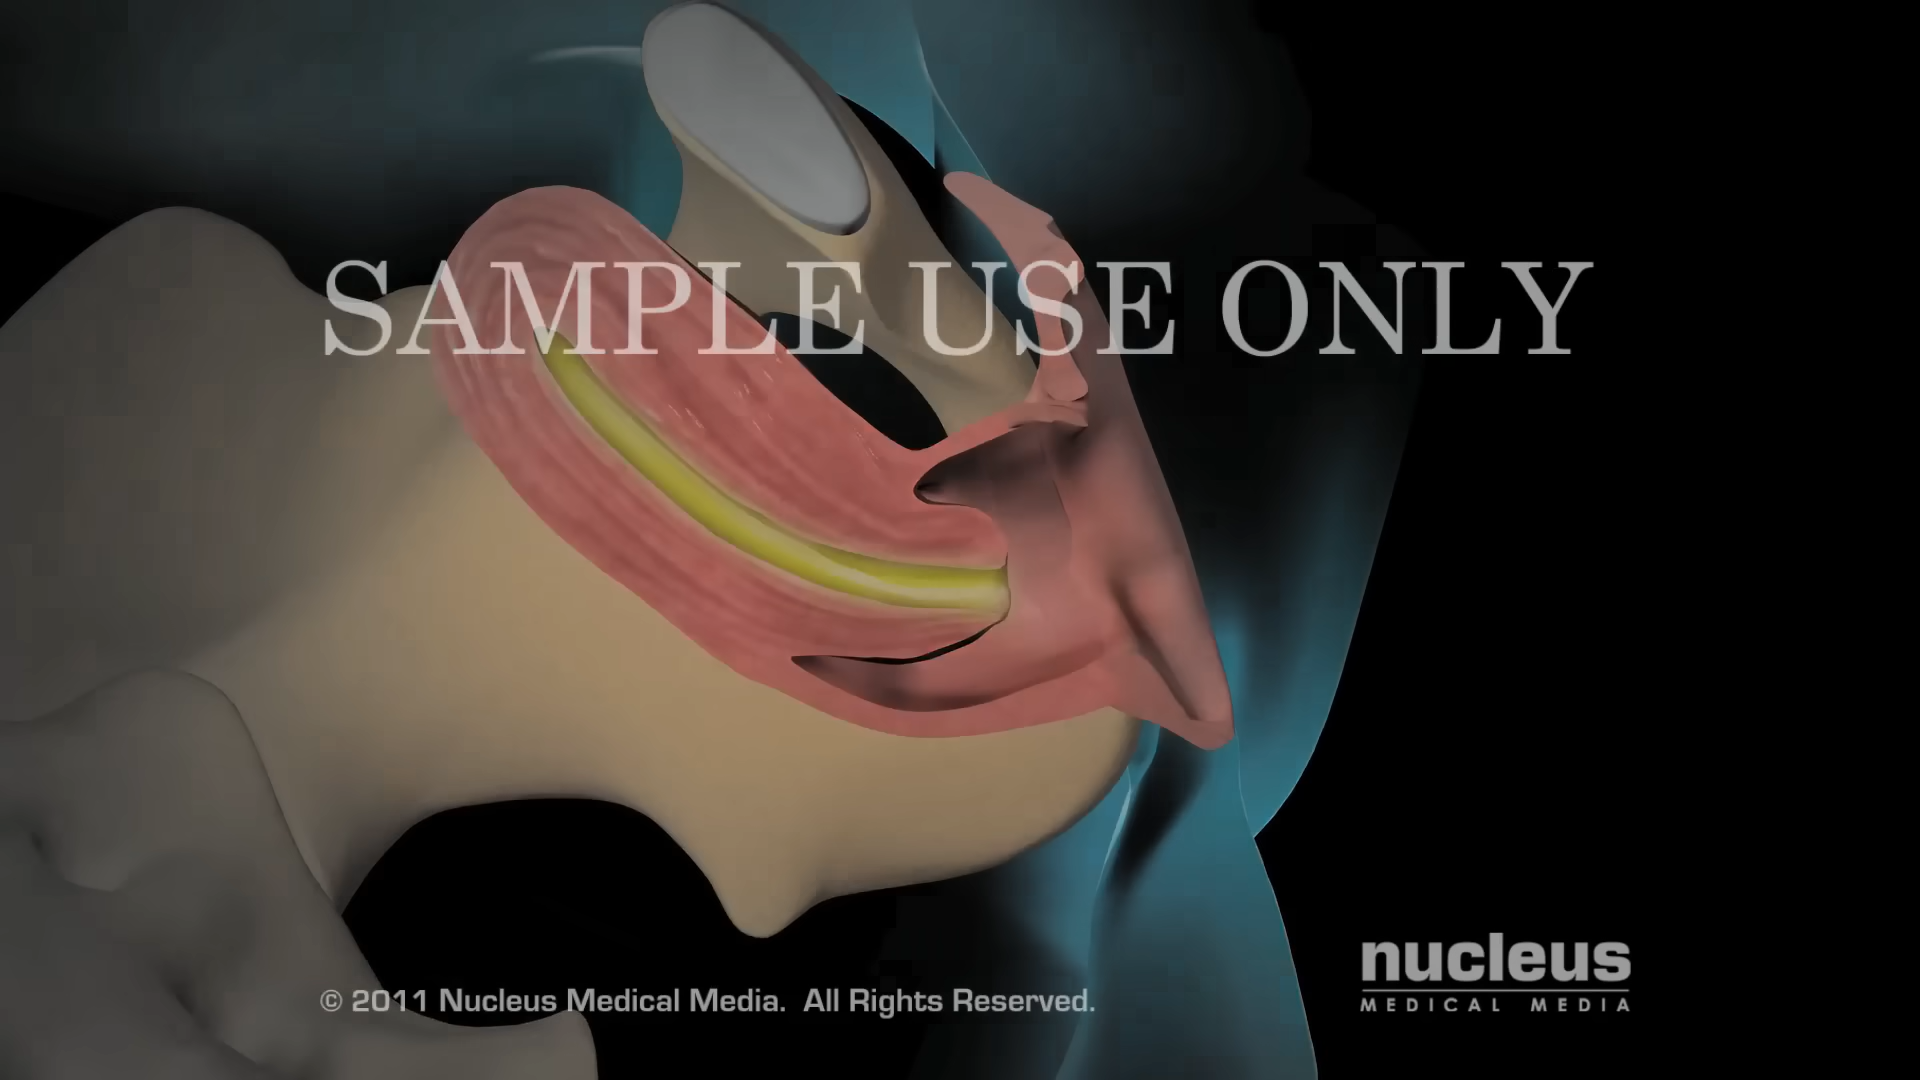 SAMPLE USE ONLY
nucleus
MEDICAL MEDIA
© 2011 Nucleus Medical Media.  All Rights Reserved.